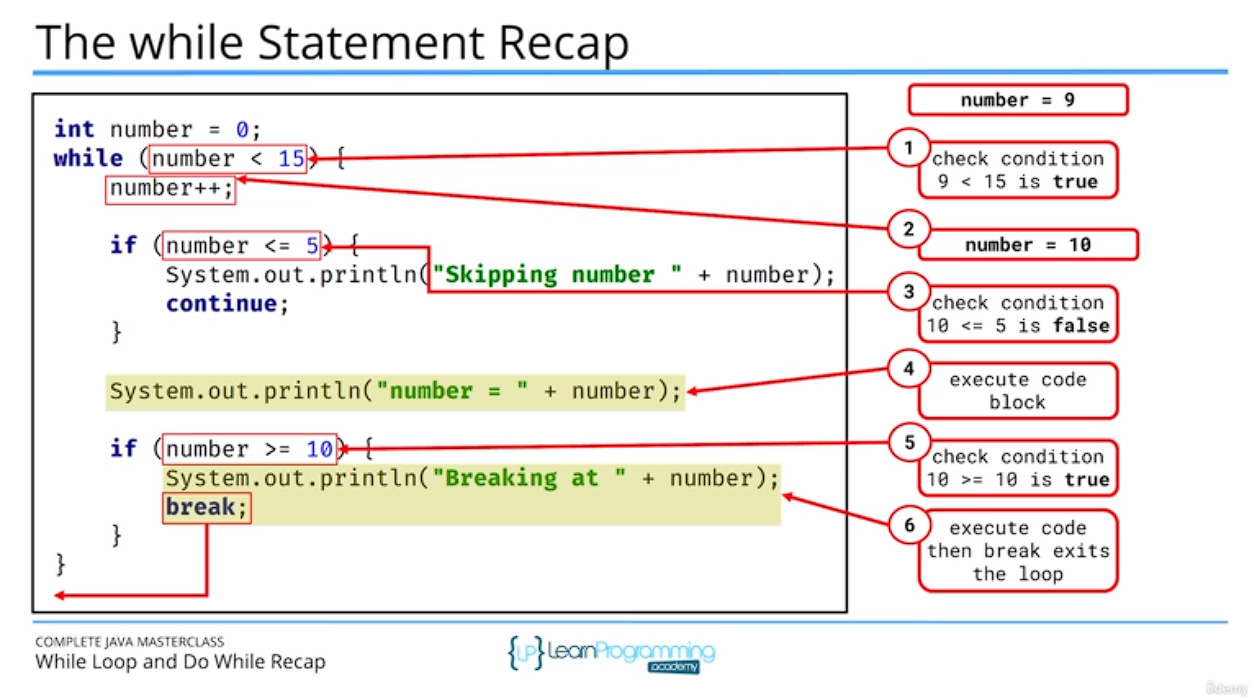 The while Statement Recap
int number = 0;
while (number < 15) {
number++;
if (number <= 5) {
System.out.println("Skipping number " + number);
continue;
}
System.out.println("number = " + number);
if (number >= 10) {
System.out.println("Breaking at " + number);
break;
}
}
number = 9
1
check condition
9 < 15 is true
2
number = 10
3
check condition
10 <= 5 is false
4
execute code
block
5
check condition
10 >= 10 is true
6
execute code
then break exits
the loop
COMPLETE JAVA MASTERCLASS
While Loop and Do While Recap
{LP} LearnProgramming
academy
Udemy